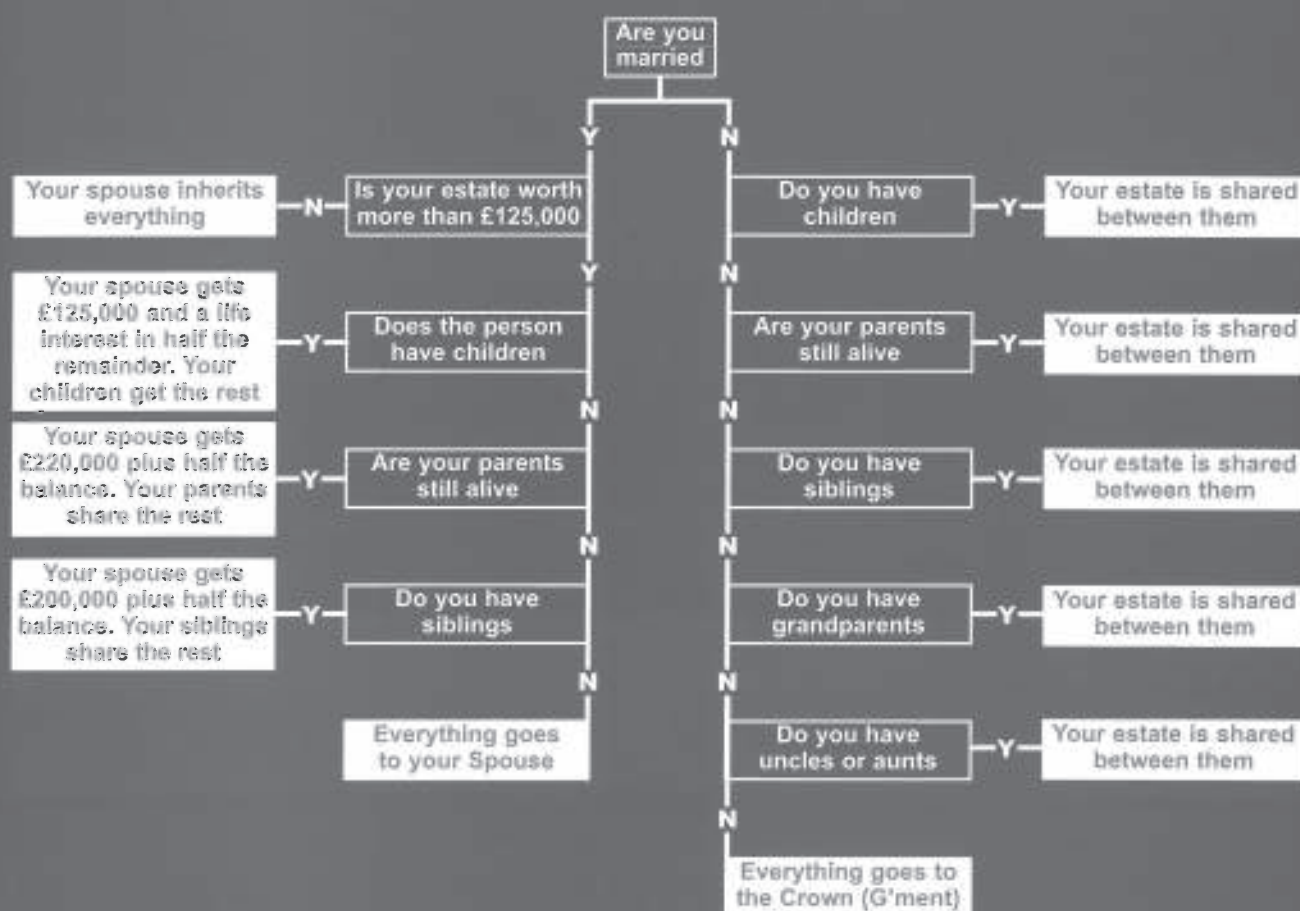 Are you
married
Y
N
Your spouse inherits
everything
N
Is your estate worth
more than £125,000
Do you have
children
Y
Your estate is shared
between them
Y
N
Your spouse gets
£125,000 and a life
interest in half the
remainder. Your
children get the rest
Y
Does the person
have children
Are your parents
still alive
Y
Your estate is shared
between them
N
N
Your spouse gets
£220,000 plus half the
balance. Your parents
share the rest
Y
Are your parents
still alive
Do you have
siblings
Y
Your estate is shared
between them
N
N
Your spouse gets
£200,000 plus half the
balance. Your siblings
share the rest
Y
Do you have
siblings
Do you have
grandparents
Y
Your estate is shared
between them
N
N
Everything goes
to your Spouse
Do you have
uncles or aunts
Y
Your estate is shared
between them
N
Everything goes to
the Crown (G'ment)